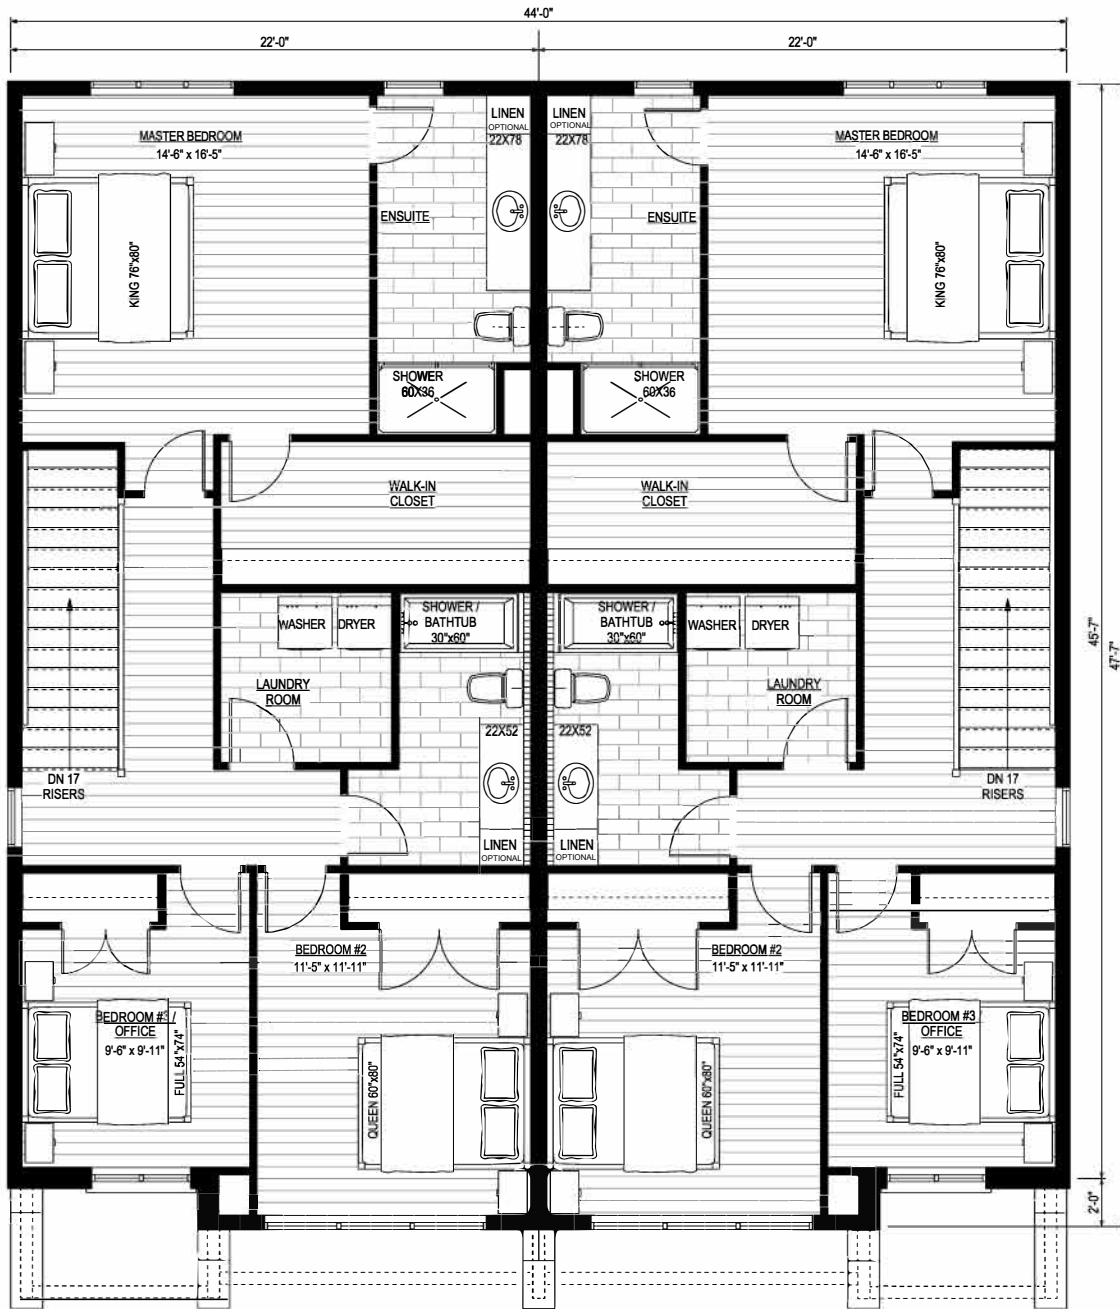 44'-0"
22'-0"
22'-0"
LINEN
OPTIONAL
22X78
LINEN
OPTIONAL
22X78
MASTER BEDROOM
14'-6" x 16'-5"
MASTER BEDROOM
14'-6" x 16'-5"
ENSUITE
ENSUITE
KING 76"x80"
KING 76"x80"
SHOWER
60X36
SHOWER
60X36
WALK-IN
CLOSET
WALK-IN
CLOSET
WASHER
DRYER
SHOWER /
BATHTUB
30"x60"
SHOWER /
BATHTUB
30"x60"
WASHER
DRYER
45'-7"
47'-7"
LAUNDRY
ROOM
LAUNDRY
ROOM
22X52
22X52
DN 17
RISERS
DN 17
RISERS
LINEN
OPTIONAL
LINEN
OPTIONAL
BEDROOM #2
11'-5" x 11'-11"
BEDROOM #2
11'-5" x 11'-11"
BEDROOM #3 /
OFFICE
9'-6" x 9'-11"
BEDROOM #3
OFFICE
9'-6" x 9'-11"
FULL 54"x74"
QUEEN 60"x80"
QUEEN 60"x80"
FULL 54"x74"
2'-0"